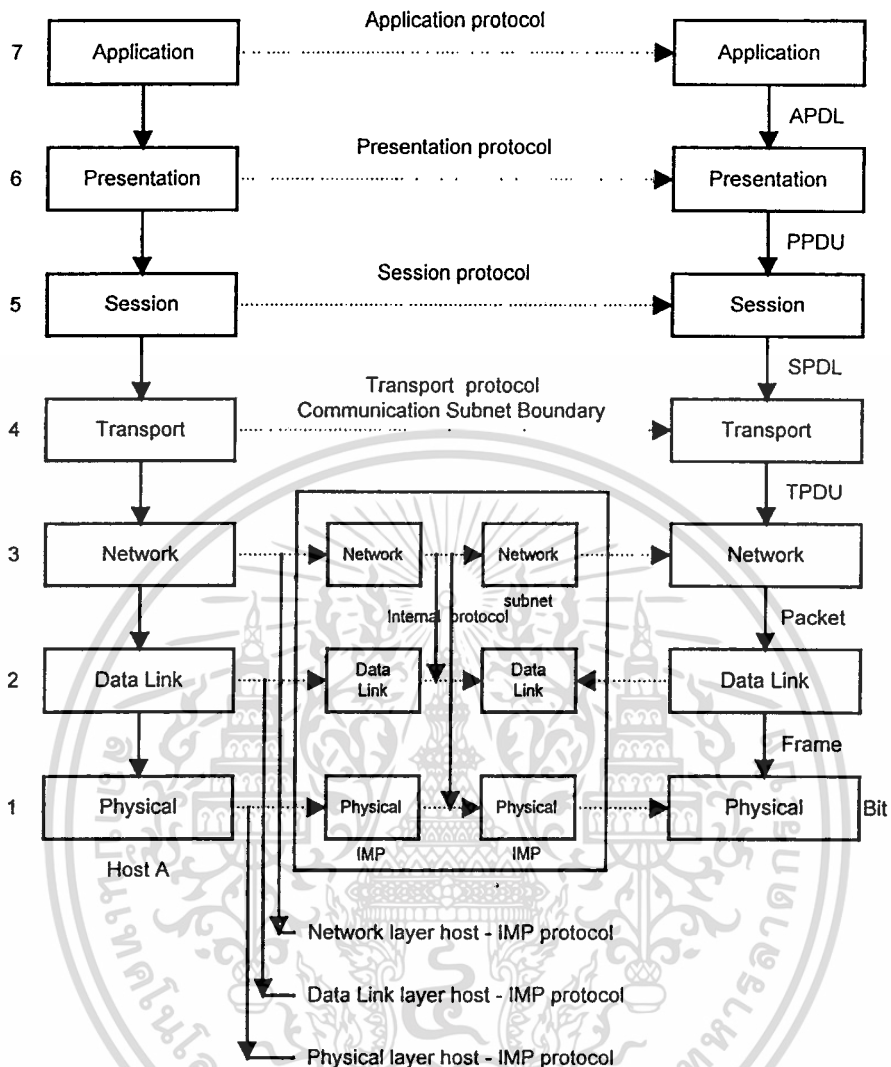 Application protocol
7 Application Application
APDL
Presentation protocol
6 Presentation Presentation
PPDU
Session protocol
5 Session Session
SPDL
Transport protocol
Communication Subnet Boundary
4 Transport Transport
TPDU
3 Network Network Network Network
subnet
Internal protocol
Packet
2 Data Link Data Link Data Link Data Link
Frame
1 Physical Physical Physical Physical Bit
IMP IMP
Host A
Network layer host - IMP protocol
Data Link layer host - IMP protocol
Physical layer host - IMP protocol